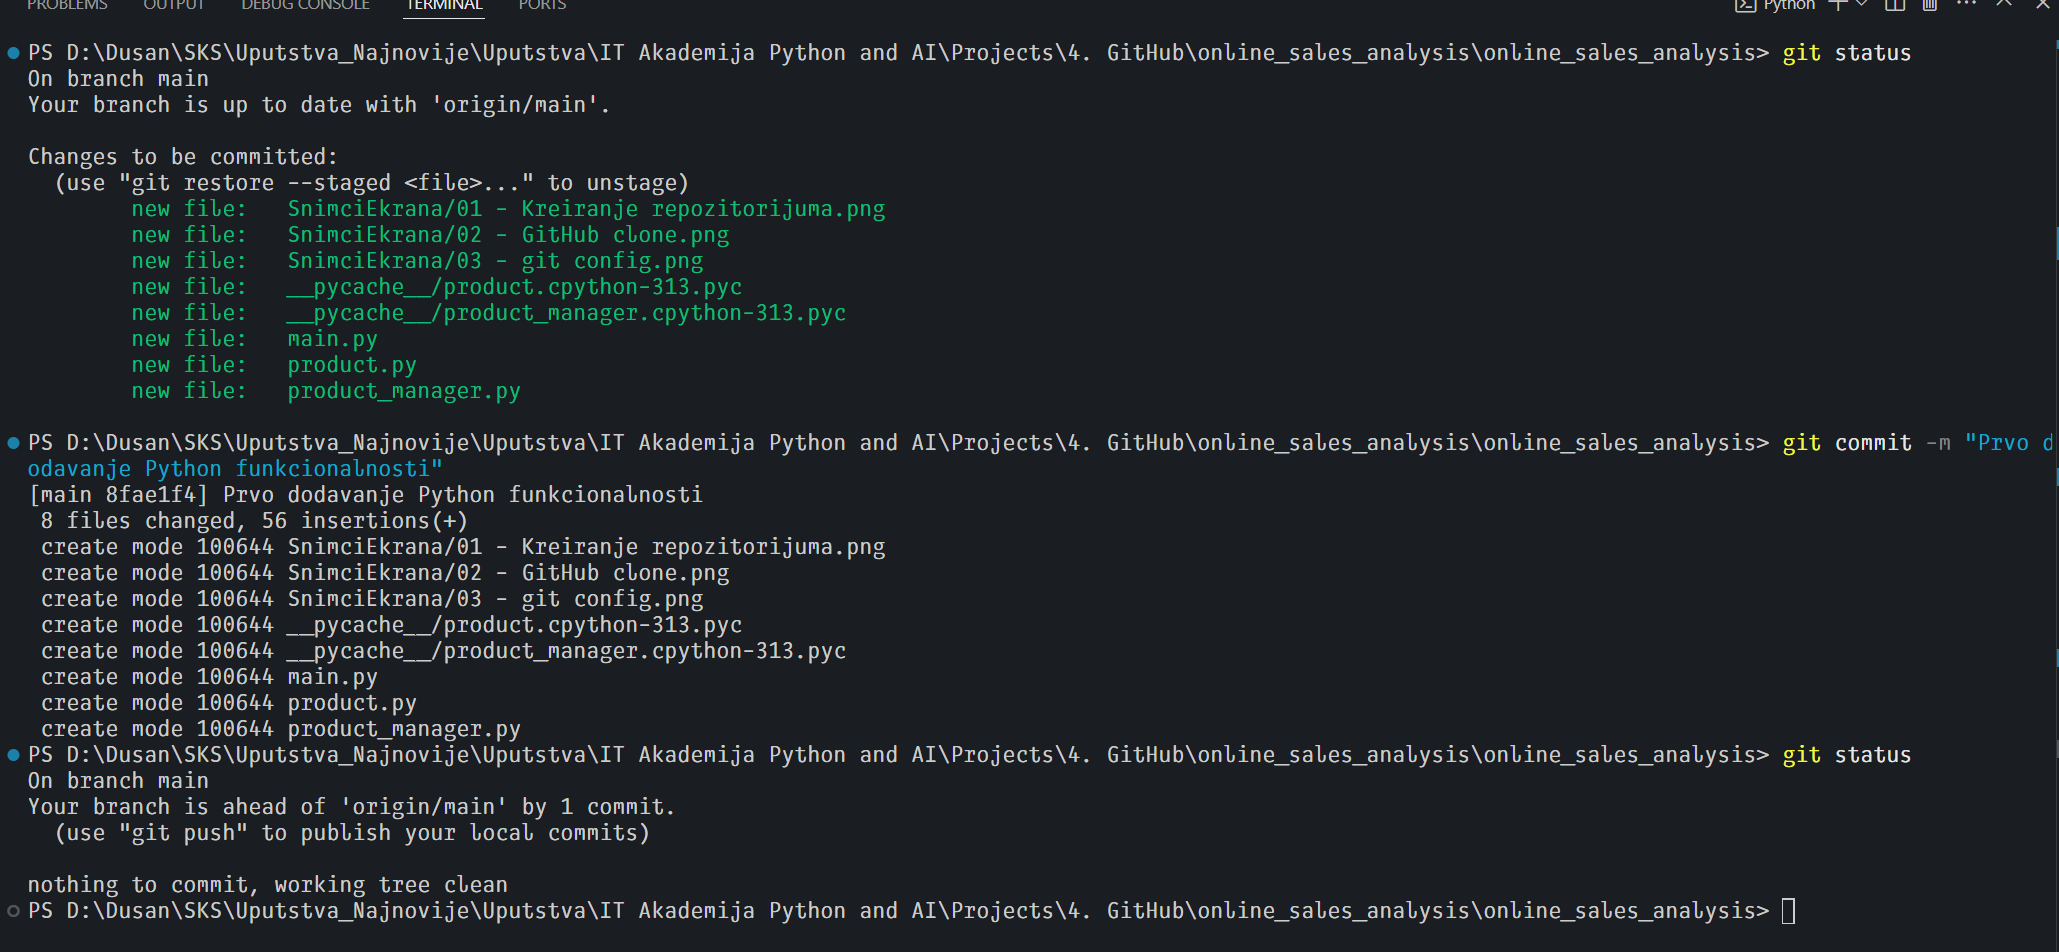 PROBLEMS OUTPUT DEBUG CONSOLE TERMINAL PORTS Python
PS D:\Dusan\SKS\Uputstva_Najnovije\Uputstva\IT Akademija Python and AI\Projects\4. GitHub\online_sales_analysis\online_sales_analysis> git status
On branch main
Your branch is up to date with 'origin/main'.
Changes to be committed:
(use "git restore --staged <file>..." to unstage)
new file: SnimciEkrana/01 - Kreiranje repozitorijuma.png
new file: SnimciEkrana/02 - GitHub clone.png
new file: SnimciEkrana/03 - git config.png
new file: __pycache__/product.cpython-313.pyc
new file: __pycache__/product_manager.cpython-313.pyc
new file: main.py
new file: product.py
new file: product_manager.py
PS D:\Dusan\SKS\Uputstva_Najnovije\Uputstva\IT Akademija Python and AI\Projects\4. GitHub\online_sales_analysis\online_sales_analysis> git commit -m "Prvo d
odavanje Python funkcionalnosti"
[main 8fae1f4] Prvo dodavanje Python funkcionalnosti
8 files changed, 56 insertions(+)
create mode 100644 SnimciEkrana/01 - Kreiranje repozitorijuma.png
create mode 100644 SnimciEkrana/02 - GitHub clone.png
create mode 100644 SnimciEkrana/03 - git config.png
create mode 100644 __pycache__/product.cpython-313.pyc
create mode 100644 __pycache__/product_manager.cpython-313.pyc
create mode 100644 main.py
create mode 100644 product.py
create mode 100644 product_manager.py
PS D:\Dusan\SKS\Uputstva_Najnovije\Uputstva\IT Akademija Python and AI\Projects\4. GitHub\online_sales_analysis\online_sales_analysis> git status
On branch main
Your branch is ahead of 'origin/main' by 1 commit.
(use "git push" to publish your local commits)
nothing to commit, working tree clean
PS D:\Dusan\SKS\Uputstva_Najnovije\Uputstva\IT Akademija Python and AI\Projects\4. GitHub\online_sales_analysis\online_sales_analysis>